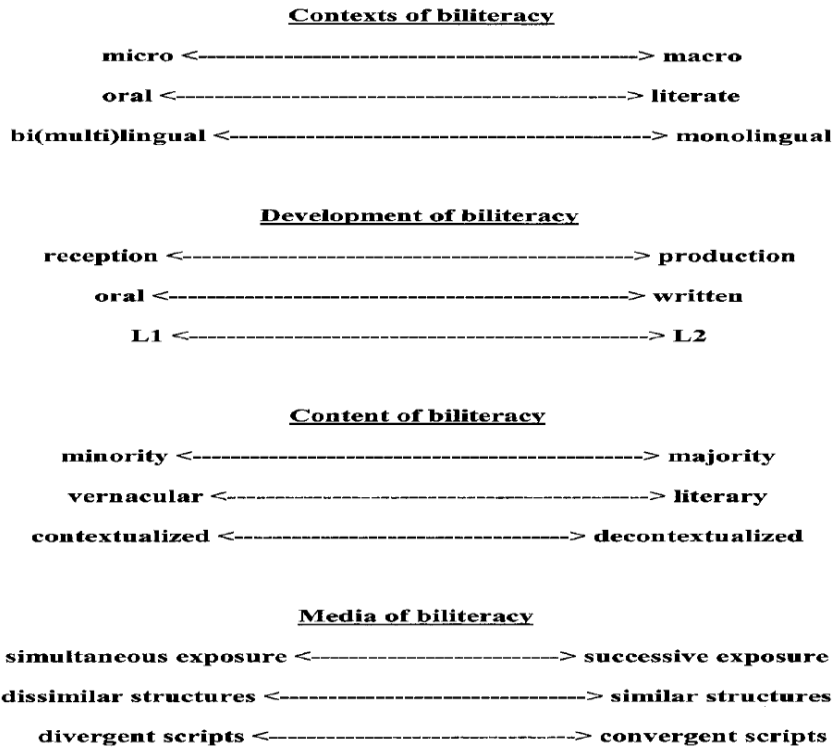 Contexts of biliteracy
micro <--------------------------------------------------------> macro
oral <--------------------------------------------------------> literate
bi(multi)lingual <----------------------------------------------------> monolingual
Development of biliteracy
reception <--------------------------------------------------------> production
oral <---------------------------------------------------------> written
L1 <---------------------------------------------------------> L2
Content of biliteracy
minority <--------------------------------------------------------> majority
vernacular <----------------------------------------------------> literary
contextualized <------------------------------------------> decontextualized
Media of biliteracy
simultaneous exposure <------------------------------> successive exposure
dissimilar structures <---------------------------------------> similar structures
divergent scripts <--------------------------------------> convergent scripts